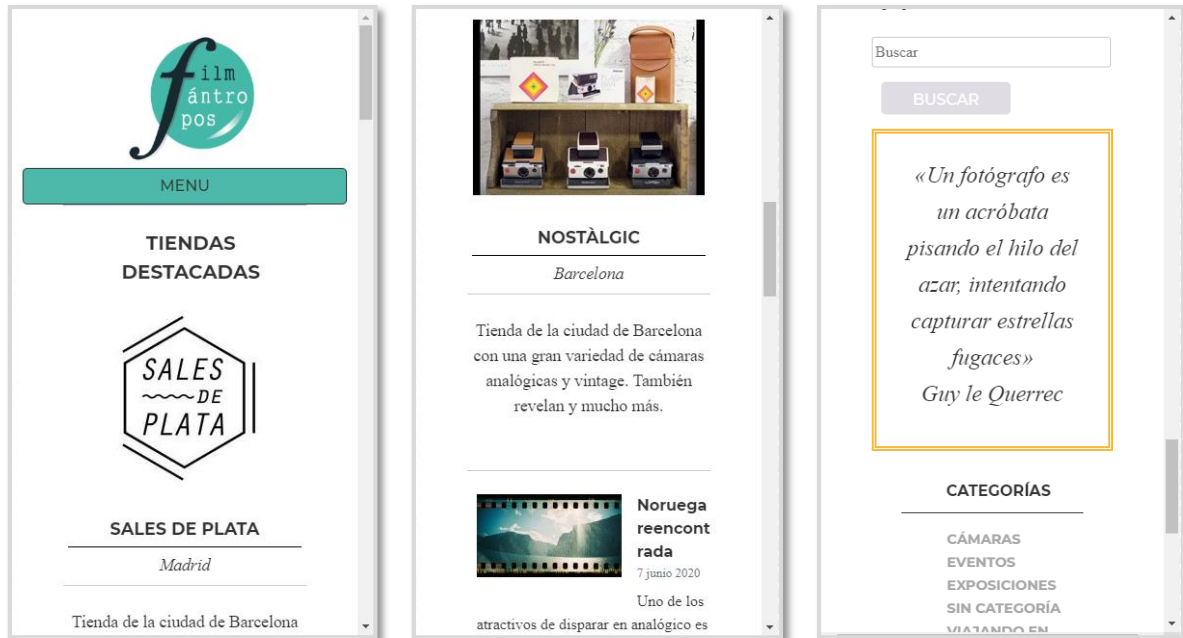 film
ántro
pos
MENU
TIENDAS
DESTACADAS
SALES
DE
PLATA
SALES DE PLATA
Madrid
Tienda de la ciudad de Barcelona
NOSTÀLGIC
Barcelona
Tienda de la ciudad de Barcelona
con una gran variedad de cámaras
analógicas y vintage. También
revelan y mucho más.
Noruega
reencont
rada
7 junio 2020
Uno de los
atractivos de disparar en analógico es
Buscar
BUSCAR
«Un fotógrafo es
un acróbata
pisando el hilo del
azar, intentando
capturar estrellas
fugaces»
Guy le Querrec
CATEGORÍAS
CÁMARAS
EVENTOS
EXPOSICIONES
SIN CATEGORÍA
VIAJANDO EN